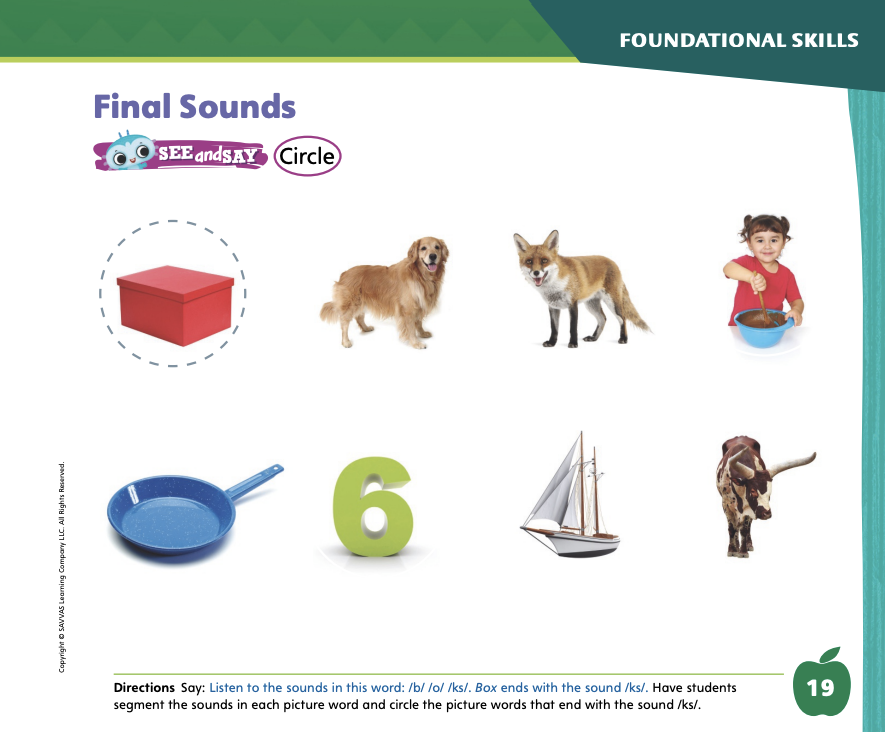 FOUNDATIONAL SKILLS
Final Sounds
SEE and SAY Circle
6
Copyright © SAVVAS Learning Company LLC. All Rights Reserved.
Directions Say: Listen to the sounds in this word: /b/ /o/ /ks/. Box ends with the sound /ks/. Have students
segment the sounds in each picture word and circle the picture words that end with the sound /ks/.
19